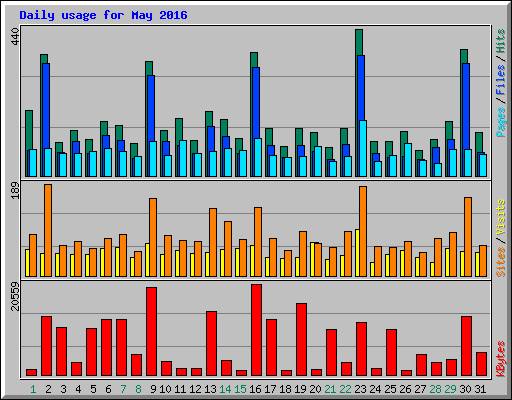 Daily usage for May 2016
440
Pages / Files / Hits
189
Sites / Visits
20559
KBytes
1 2 3 4 5 6 7 8 9 10 11 12 13 14 15 16 17 18 19 20 21 22 23 24 25 26 27 28 29 30 31